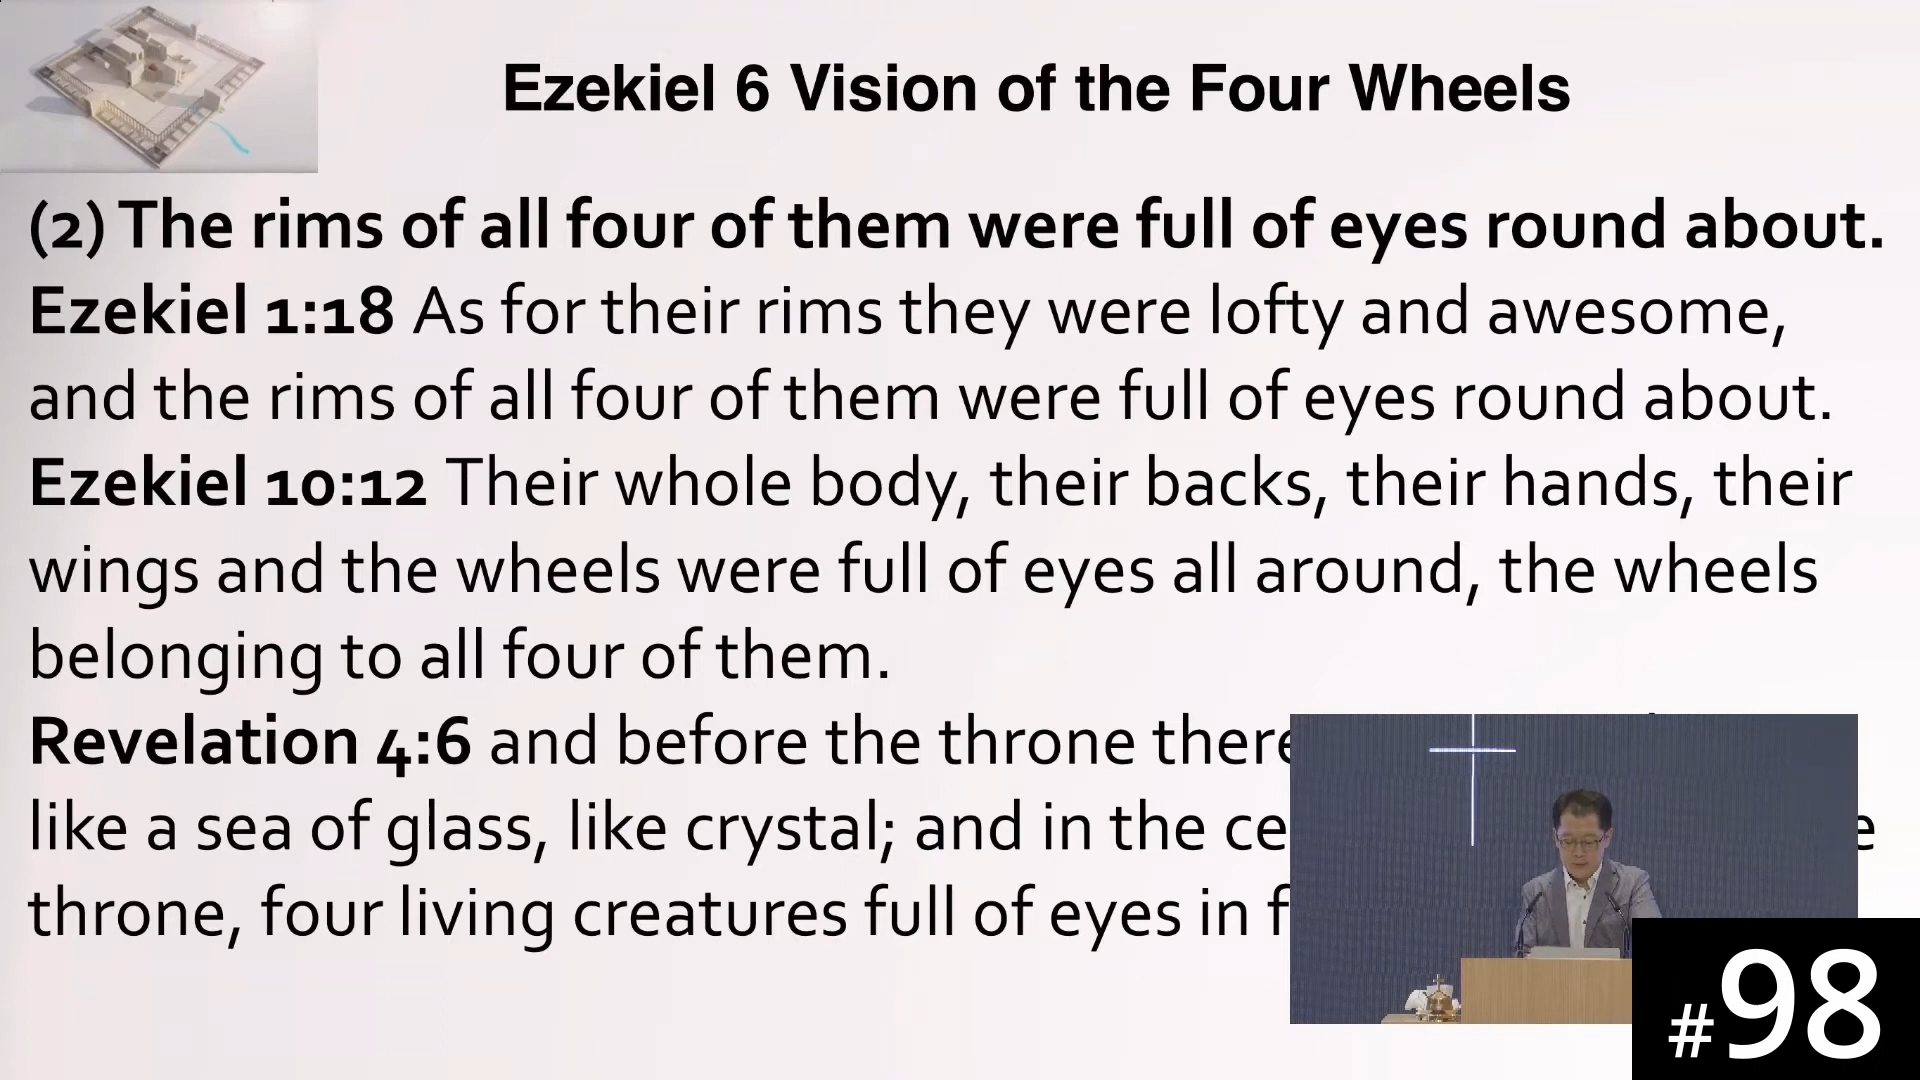 Ezekiel 6 Vision of the Four Wheels
(2) The rims of all four of them were full of eyes round about.
Ezekiel 1:18 As for their rims they were lofty and awesome,
and the rims of all four of them were full of eyes round about.
Ezekiel 10:12 Their whole body, their backs, their hands, their
wings and the wheels were full of eyes all around, the wheels
belonging to all four of them.
Revelation 4:6 and before the throne there
like a sea of glass, like crystal; and in the
throne, four living creatures full of eyes in
#98